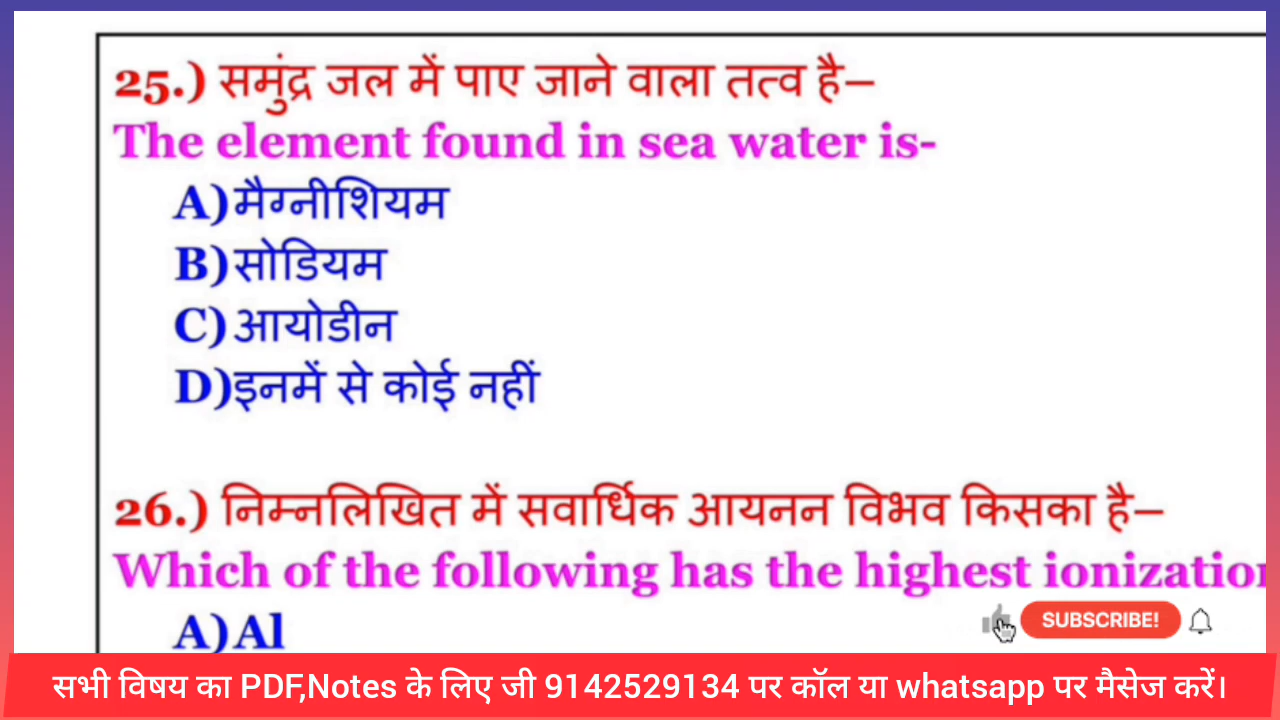 25.) समुंद्र जल में पाए जाने वाला तत्व है–
The element found in sea water is-
A)मैग्नीशियम
B)सोडियम
C)आयोडीन
D)इनमें से कोई नहीं
26.) निम्नलिखित में सवार्धिक आयनन विभव किसका है–
Which of the following has the highest ionization
A)Al
SUBSCRIBE!
सभी विषय का PDF,Notes के लिए जी 9142529134 पर कॉल या whatsapp पर मैसेज करें।